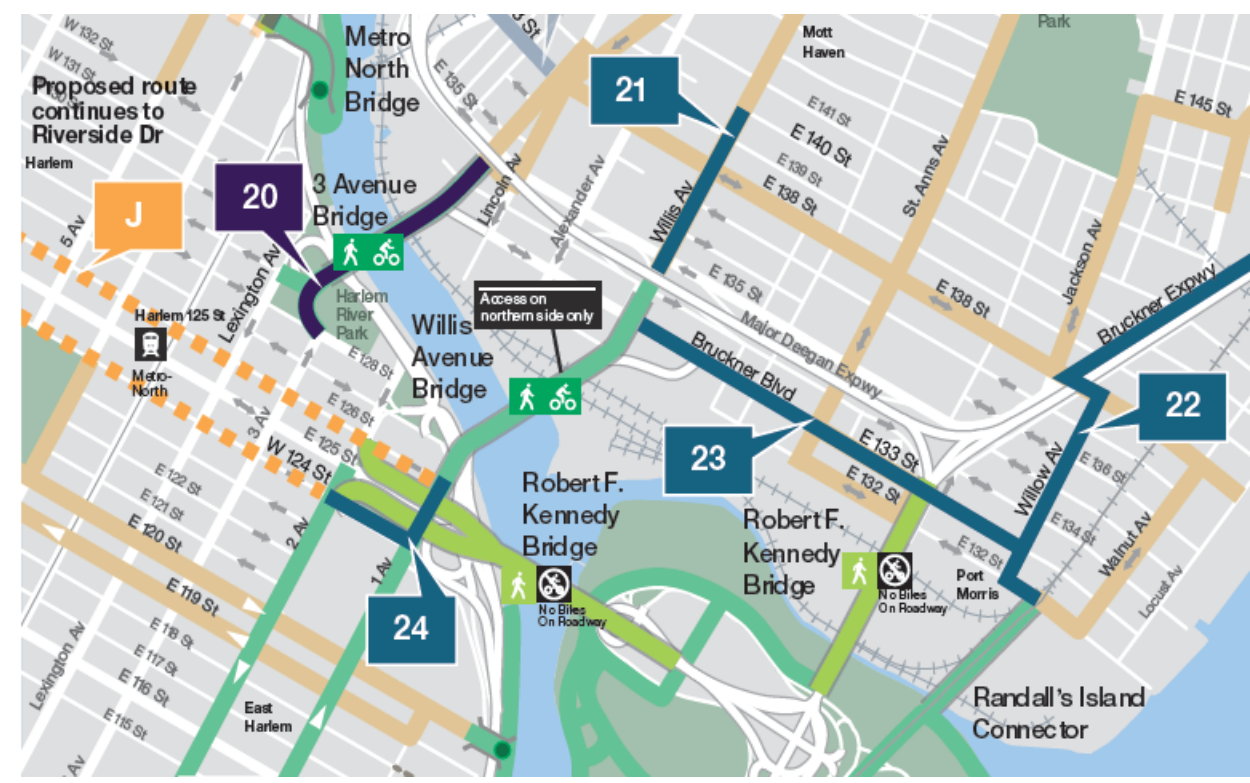 W 132 St
W 131 St
Proposed route
continues to
Riverside Dr
Harlem
J
20
5 Av
Lexington Av
Harlem 125 St
Metro-
North
3 Av
Metro
North
Bridge
3 Avenue
Bridge
Harlem
River
Park
E 128 St
E 126 St
E 125 St
W 124 St
E 122 St
E 121 St
E 120 St
E 119 St
E 118 St
E 117 St
E 116 St
E 115 St
2 Av
1 Av
Lexington Av
East
Harlem
24
Willis
Avenue
Bridge
Access on
northern side only
E 135 St
Lincoln Av
Alexander Av
21
Willis Av
Mott
Haven
Park
E 141 St
E 140 St
E 139 St
E 138 St
St. Anns Av
Jackson Av
E 145 St
E 135 St
E 138 St
Major Deegan Expwy
Bruckner Blvd
Bruckner Expwy
22
23
E 133 St
E 132 St
Willow Av
E 136 St
E 134 St
E 132 St
Walnut Av
Locust Av
Port
Morris
Robert F.
Kennedy
Bridge
No Bikes
On Roadway
Robert F.
Kennedy
Bridge
No Bikes
On Roadway
Randall's Island
Connector